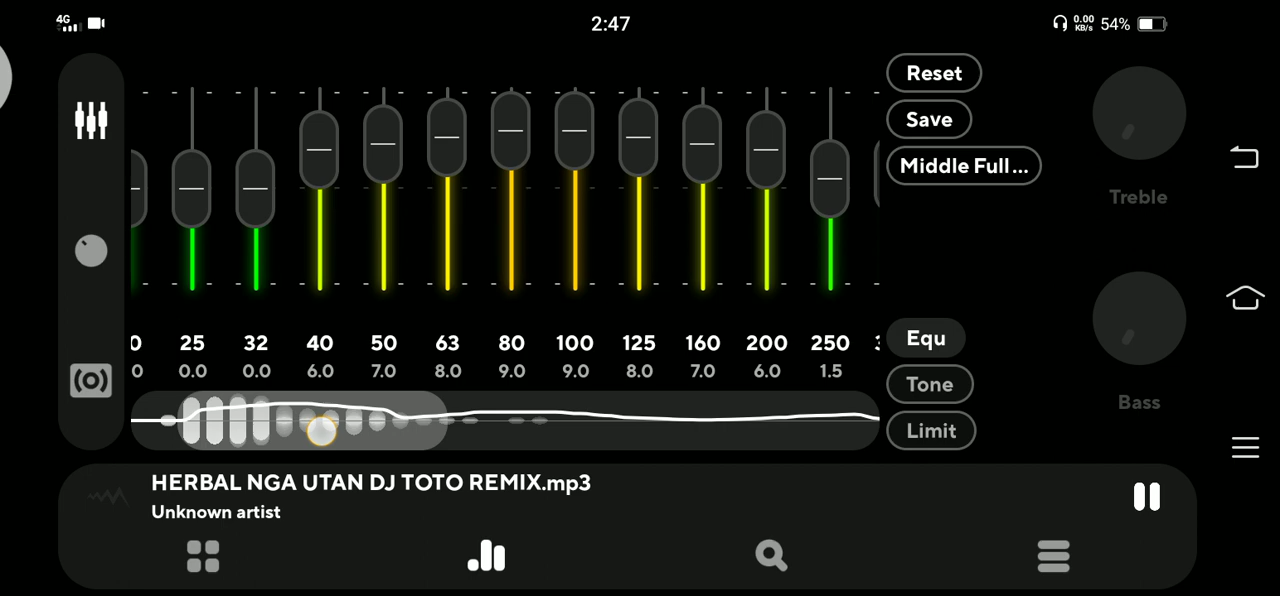 4G 2:47 0.00 KB/s 54%
Reset
Save
Middle Full...
Treble
0 25 32 40 50 63 80 100 125 160 200 250
0 0.0 0.0 6.0 7.0 8.0 9.0 9.0 8.0 7.0 6.0 1.5
Equ
Tone
Limit
Bass
HERBAL NGA UTAN DJ TOTO REMIX.mp3
Unknown artist